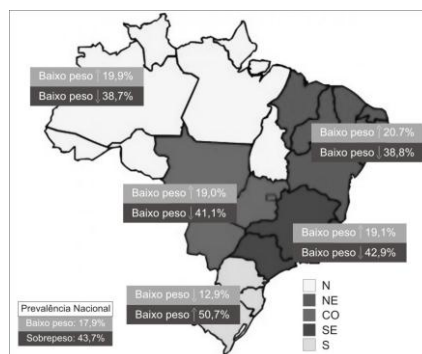 Baixo peso ↑ 19,9%
Baixo peso ↓ 38,7%
Baixo peso ↑ 20.7%
Baixo peso ↓ 38,8%
Baixo peso ↑ 19,0%
Baixo peso ↓ 41,1%
Baixo peso ↑ 19,1%
Baixo peso ↓ 42,9%
Baixo peso ↓ 12,9%
Baixo peso ↑ 50,7%
N
NE
CO
SE
S
Prevalência Nacional
Baixo peso: 17,9%
Sobrepeso: 43,7%